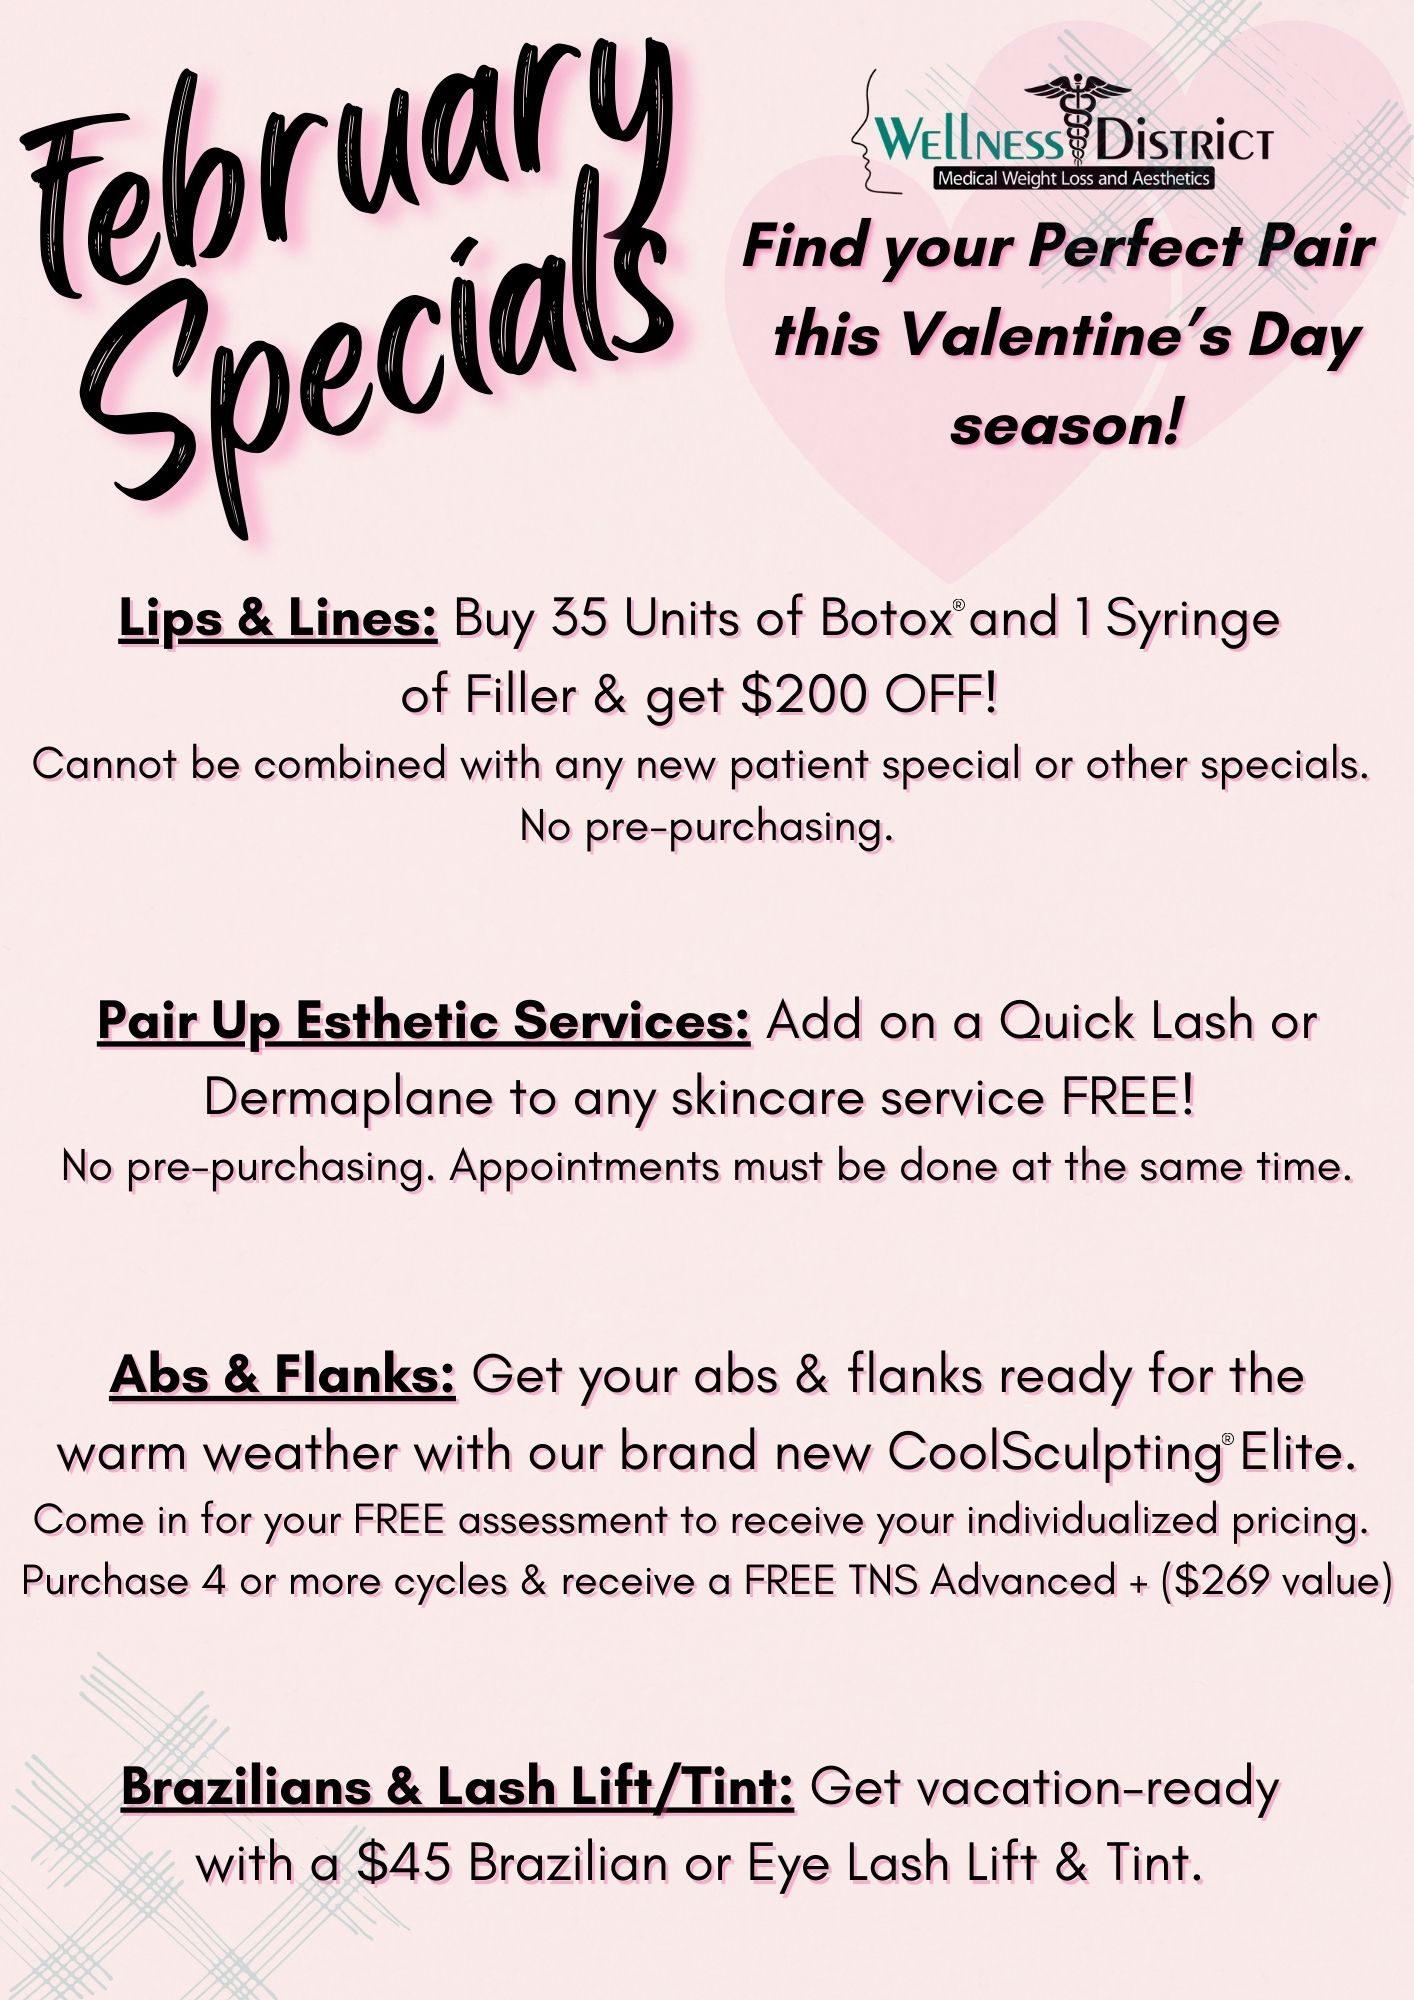 February
Specials
Wellness District
Medical Weight Loss and Aesthetics
Find your Perfect Pair
this Valentine's Day
season!
Lips & Lines: Buy 35 Units of Botox® and 1 Syringe
of Filler & get $200 OFF!
Cannot be combined with any new patient special or other specials.
No pre-purchasing.
Pair Up Esthetic Services: Add on a Quick Lash or
Dermaplane to any skincare service FREE!
No pre-purchasing. Appointments must be done at the same time.
Abs & Flanks: Get your abs & flanks ready for the
warm weather with our brand new CoolSculpting® Elite.
Come in for your FREE assessment to receive your individualized pricing.
Purchase 4 or more cycles & receive a FREE TNS Advanced + ($269 value)
Brazilians & Lash Lift/Tint: Get vacation-ready
with a $45 Brazilian or Eye Lash Lift & Tint.